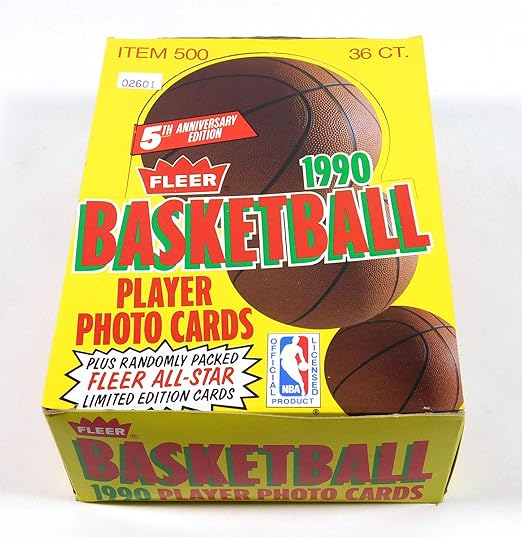 ITEM 500 36 CT.
02601
5TH ANNIVERSARY
EDITION
FLEER
1990
BASKETBALL
PLAYER
PHOTO CARDS
PLUS RANDOMLY PACKED
FLEER ALL-STAR
LIMITED EDITION CARDS
OFFICIAL
NBA
LICENSED
PRODUCT
®
FLEER®
BASKETBALL
1990 PLAYER PHOTO CARDS